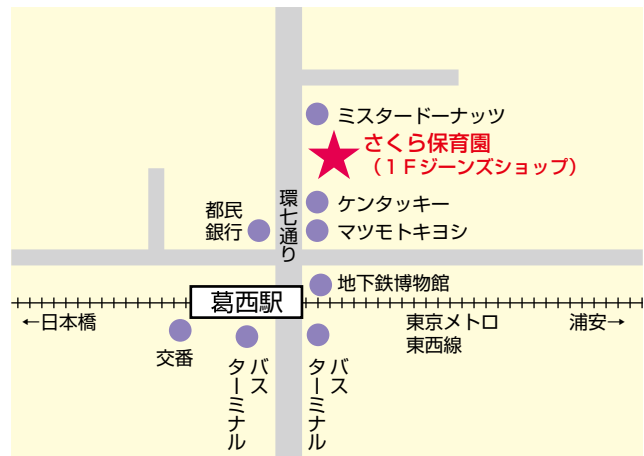 ミスタードーナッツ
さくら保育園
（１Ｆジーンズショップ）
ケンタッキー
都民
銀行
環七通り
マツモトキヨシ
地下鉄博物館
葛西駅
←日本橋
東京メトロ
東西線
浦安→
交番
バス
ターミナル
バス
ターミナル